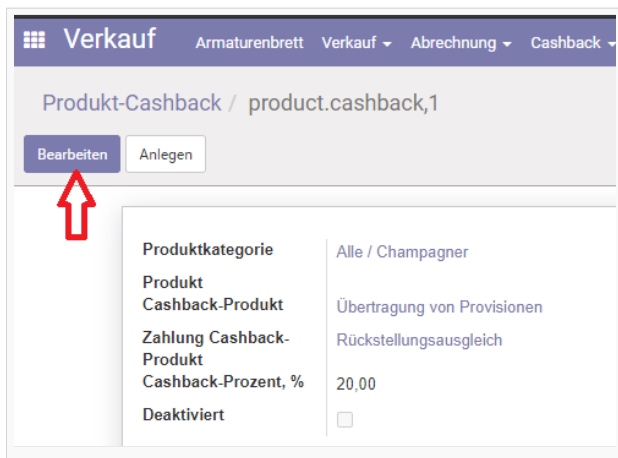 Verkauf Armaturenbrett Verkauf Abrechnung Cashback
Produkt-Cashback / product.cashback,1
Bearbeiten Anlegen
Produktkategorie Alle / Champagner
Produkt
Cashback-Produkt Übertragung von Provisionen
Zahlung Cashback- Rückstellungsausgleich
Produkt
Cashback-Prozent, % 20,00
Deaktiviert